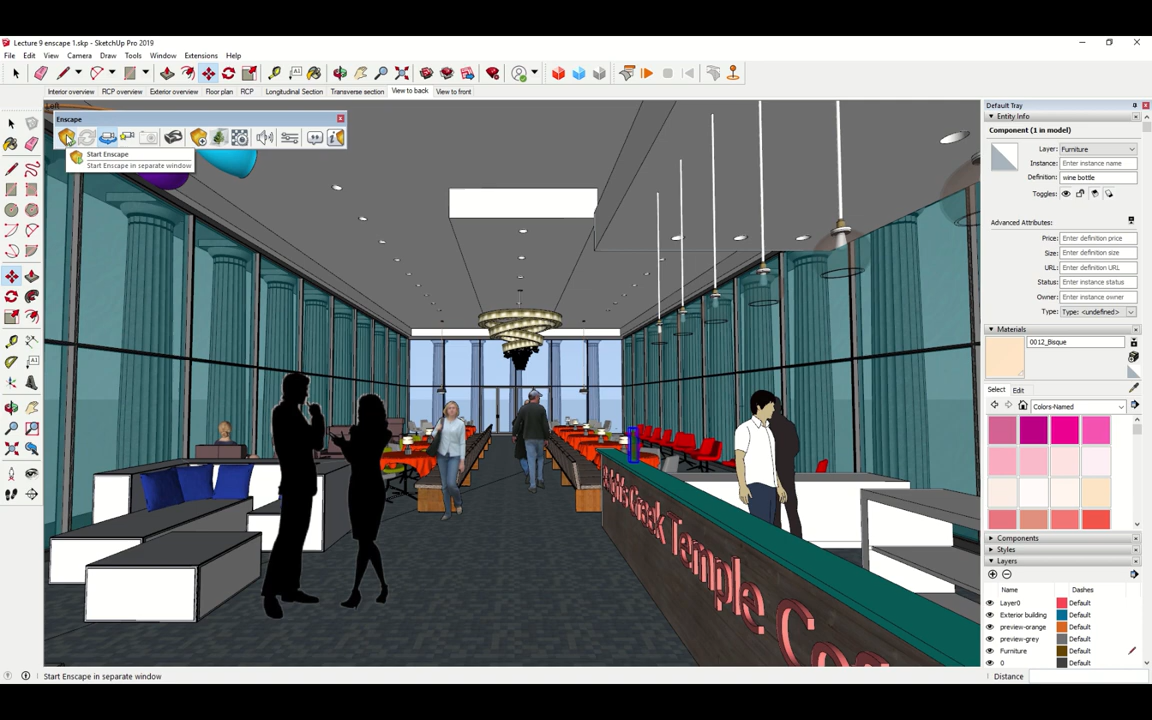 Lecture 9 enscape 1.skp - SketchUp Pro 2019
File Edit View Camera Draw Tools Window Extensions Help
Interior overview RCP overview Exterior overview Floor plan RCP Longitudinal Section Transverse section View to back View to front
Enscape
Start Enscape
Start Enscape in separate window
Creek Temple
Default Tray
Entity Info
Component (1 in model)
Layer: Furniture
Instance: Enter instance name
Definition: wine bottle
Toggles:
Advanced Attributes:
Price: Enter definition price
Size: Enter definition size
URL: Enter definition URL
Status: Enter instance status
Owner: Enter instance owner
Type: Type: <undefined>
Materials
0012_Bisque
Select Edit
Colors-Named
Components
Styles
Layers
Name Dashes
Layer0 Default
Exterior building Default
preview-orange Default
preview-grey Default
Furniture Default
0 Default
Start Enscape in separate window
Distance